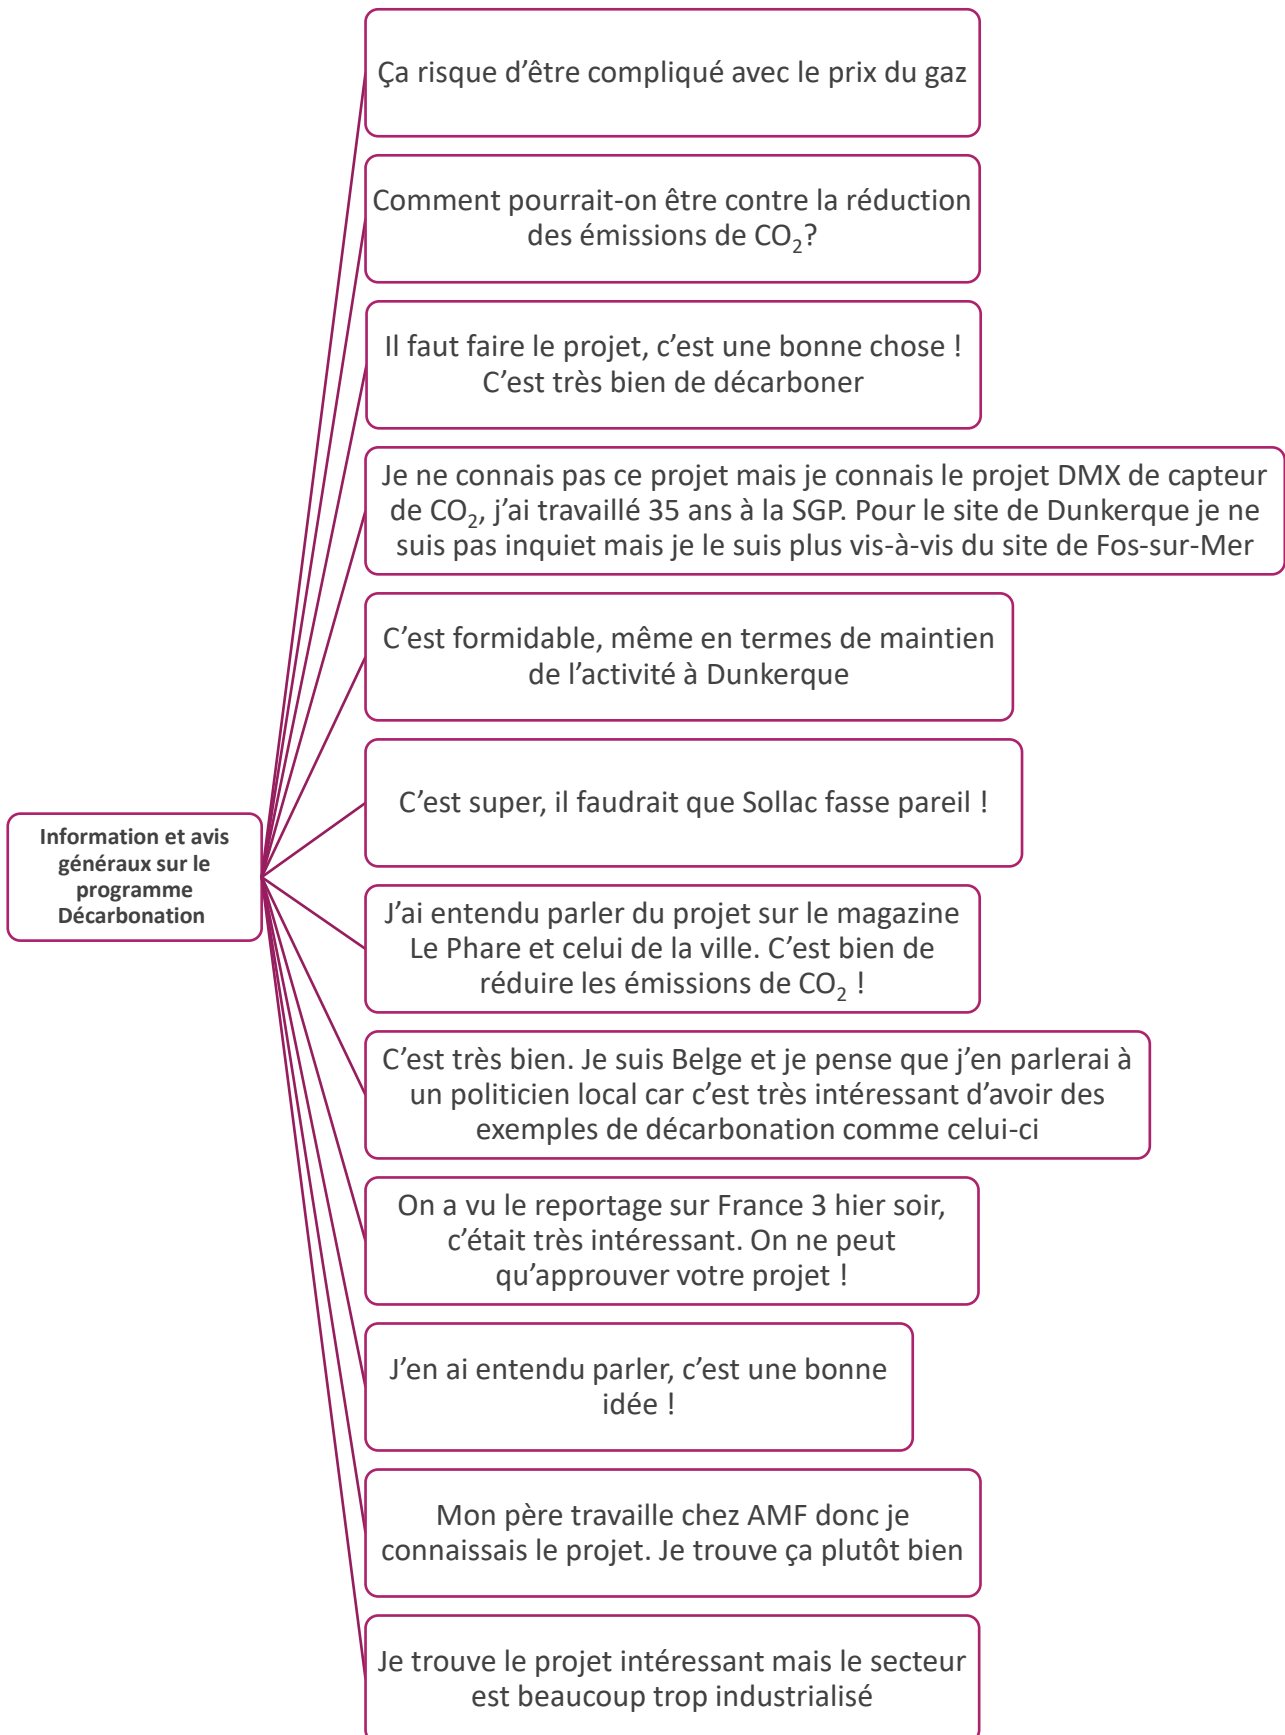 Ça risque d’être compliqué avec le prix du gaz
Comment pourrait-on être contre la réduction
des émissions de CO₂?
Il faut faire le projet, c’est une bonne chose !
C’est très bien de décarboner
Je ne connais pas ce projet mais je connais le projet DMX de capteur
de CO₂, j’ai travaillé 35 ans à la SGP. Pour le site de Dunkerque je ne
suis pas inquiet mais je le suis plus vis-à-vis du site de Fos-sur-Mer
C’est formidable, même en termes de maintien
de l’activité à Dunkerque
C’est super, il faudrait que Sollac fasse pareil !
Information et avis
généraux sur le
programme
Décarbonation
J’ai entendu parler du projet sur le magazine
Le Phare et celui de la ville. C’est bien de
réduire les émissions de CO₂ !
C’est très bien. Je suis Belge et je pense que j’en parlerai à
un politicien local car c’est très intéressant d’avoir des
exemples de décarbonation comme celui-ci
On a vu le reportage sur France 3 hier soir,
c’était très intéressant. On ne peut
qu’approuver votre projet !
J’en ai entendu parler, c’est une bonne
idée !
Mon père travaille chez AMF donc je
connaissais le projet. Je trouve ça plutôt bien
Je trouve le projet intéressant mais le secteur
est beaucoup trop industrialisé